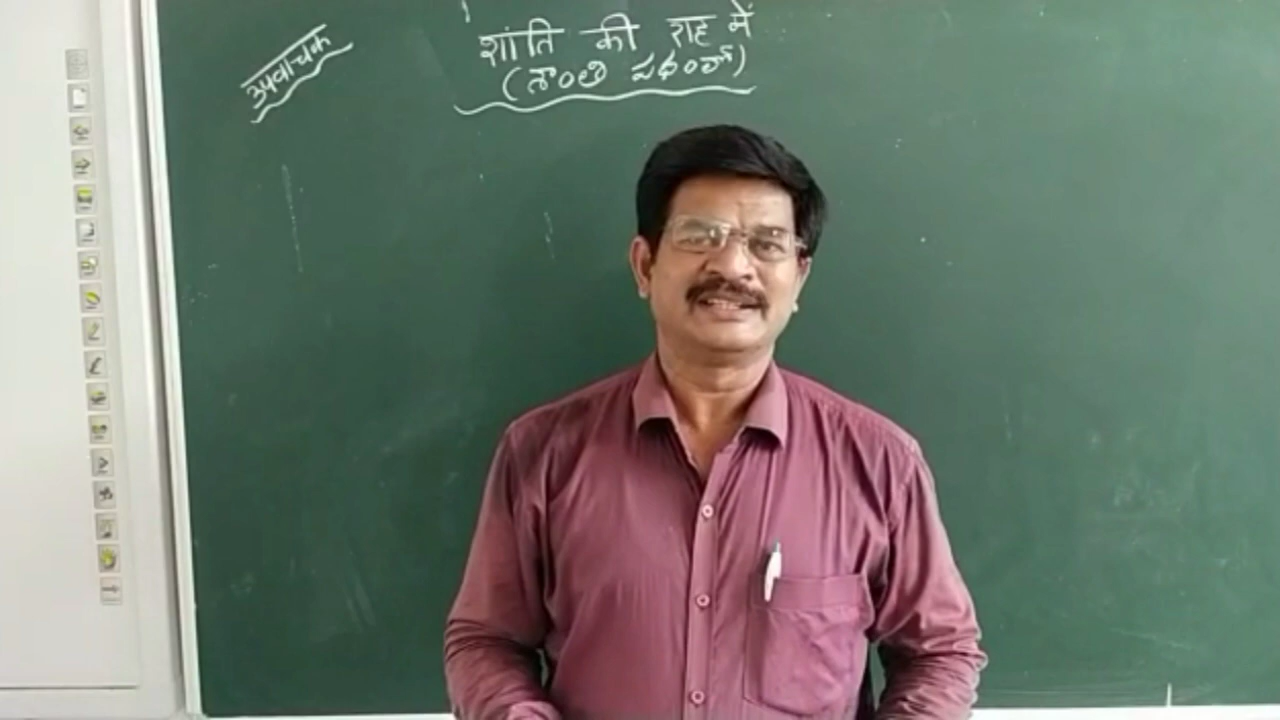 उपवाचक
शांति की राह में
(శాంతి పథంలో)